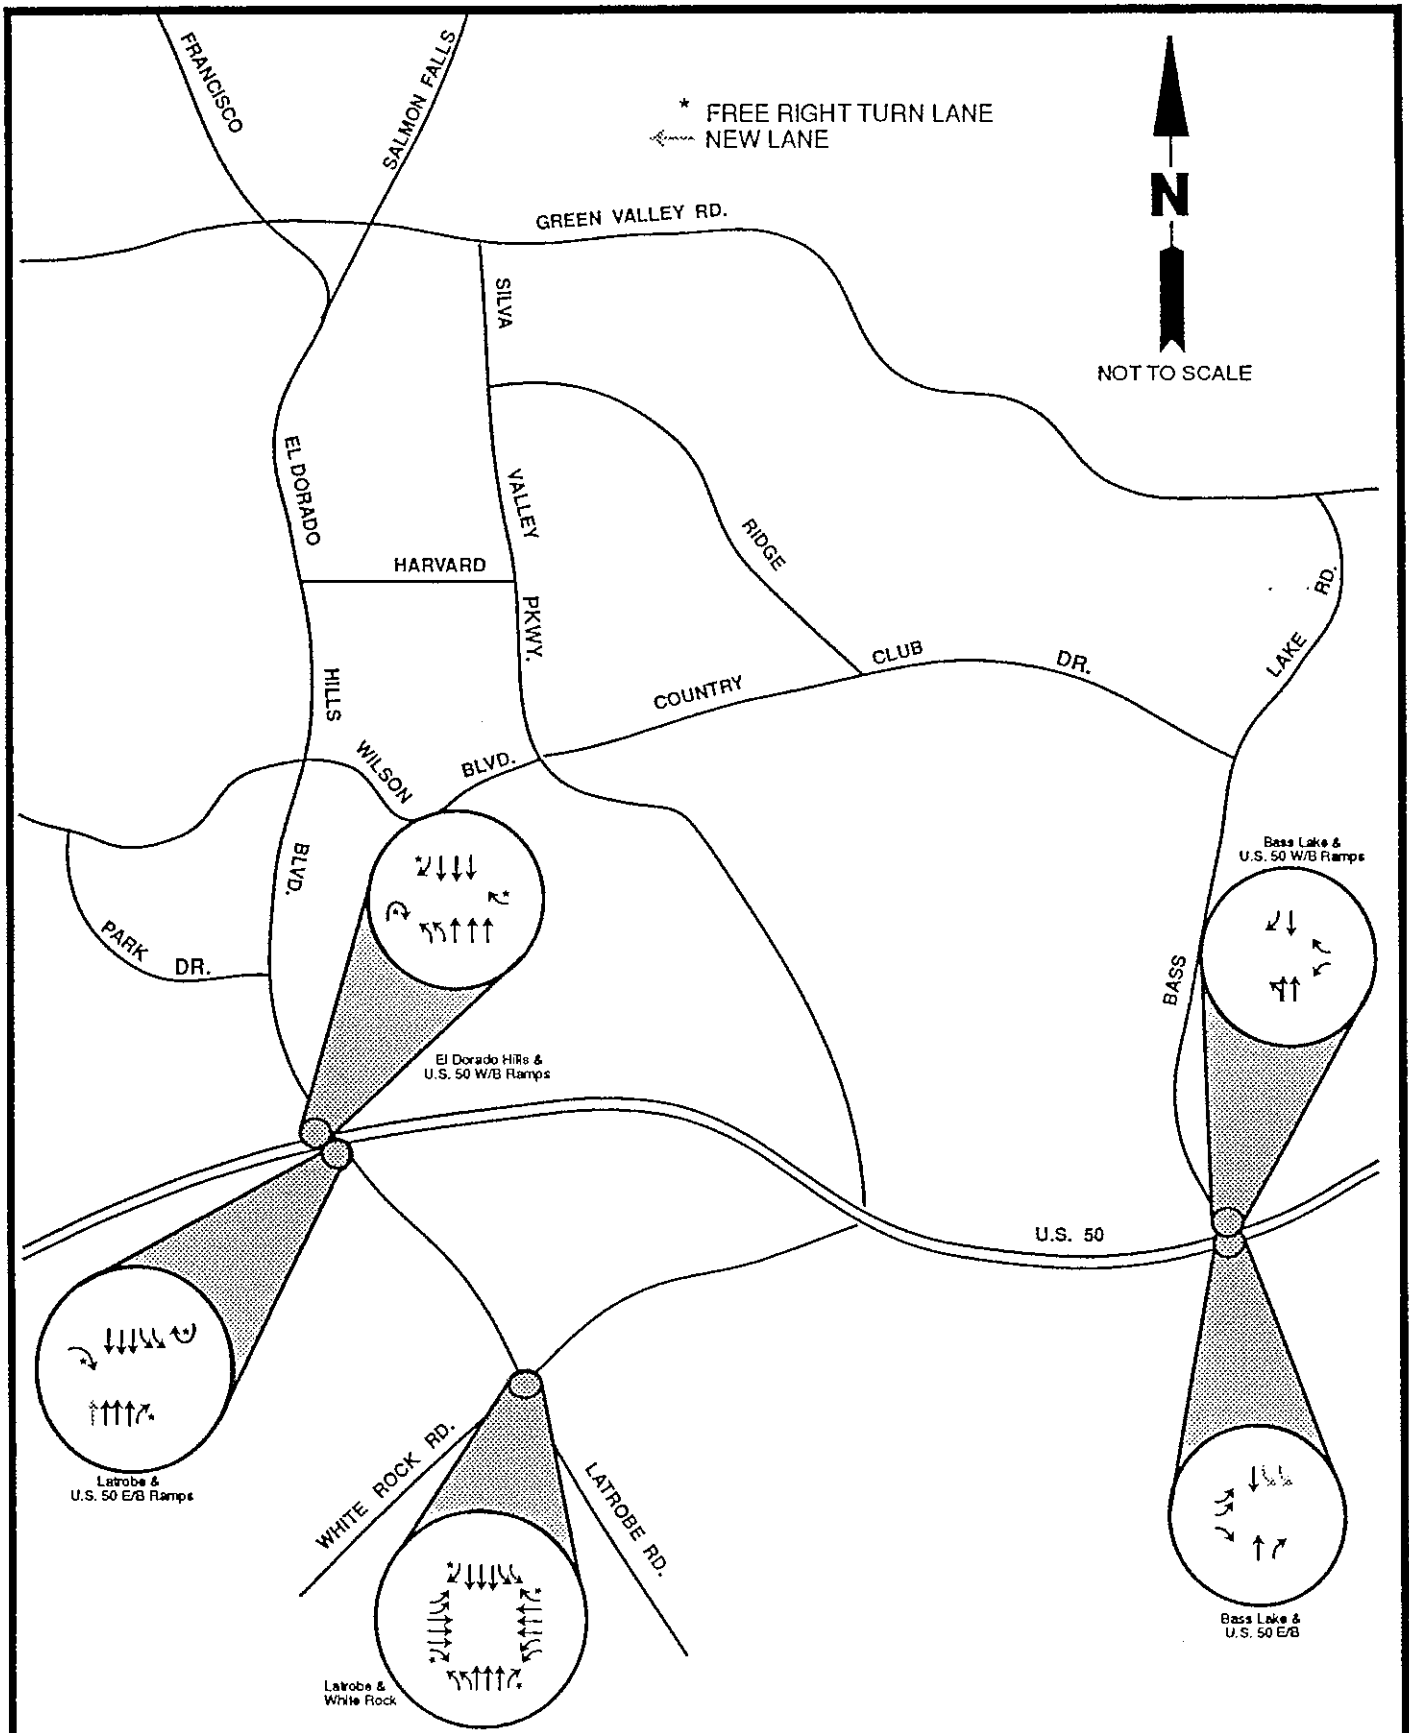 FRANCISCO
SALMON FALLS
* FREE RIGHT TURN LANE
NEW LANE
N
NOT TO SCALE
GREEN VALLEY RD.
SILVA
VALLEY
PKWY.
EL DORADO
HILLS
BLVD.
HARVARD
RIDGE
COUNTRY
CLUB
DR.
RD.
LAKE
BASS
WILSON
BLVD.
PARK
DR.
Bass Lake &
U.S. 50 W/B Ramps
El Dorado Hills &
U.S. 50 W/B Ramps
U.S. 50
Latrobe &
U.S. 50 E/B Ramps
WHITE ROCK RD.
LATROBE RD.
Latrobe &
White Rock
Bass Lake &
U.S. 50 E/B